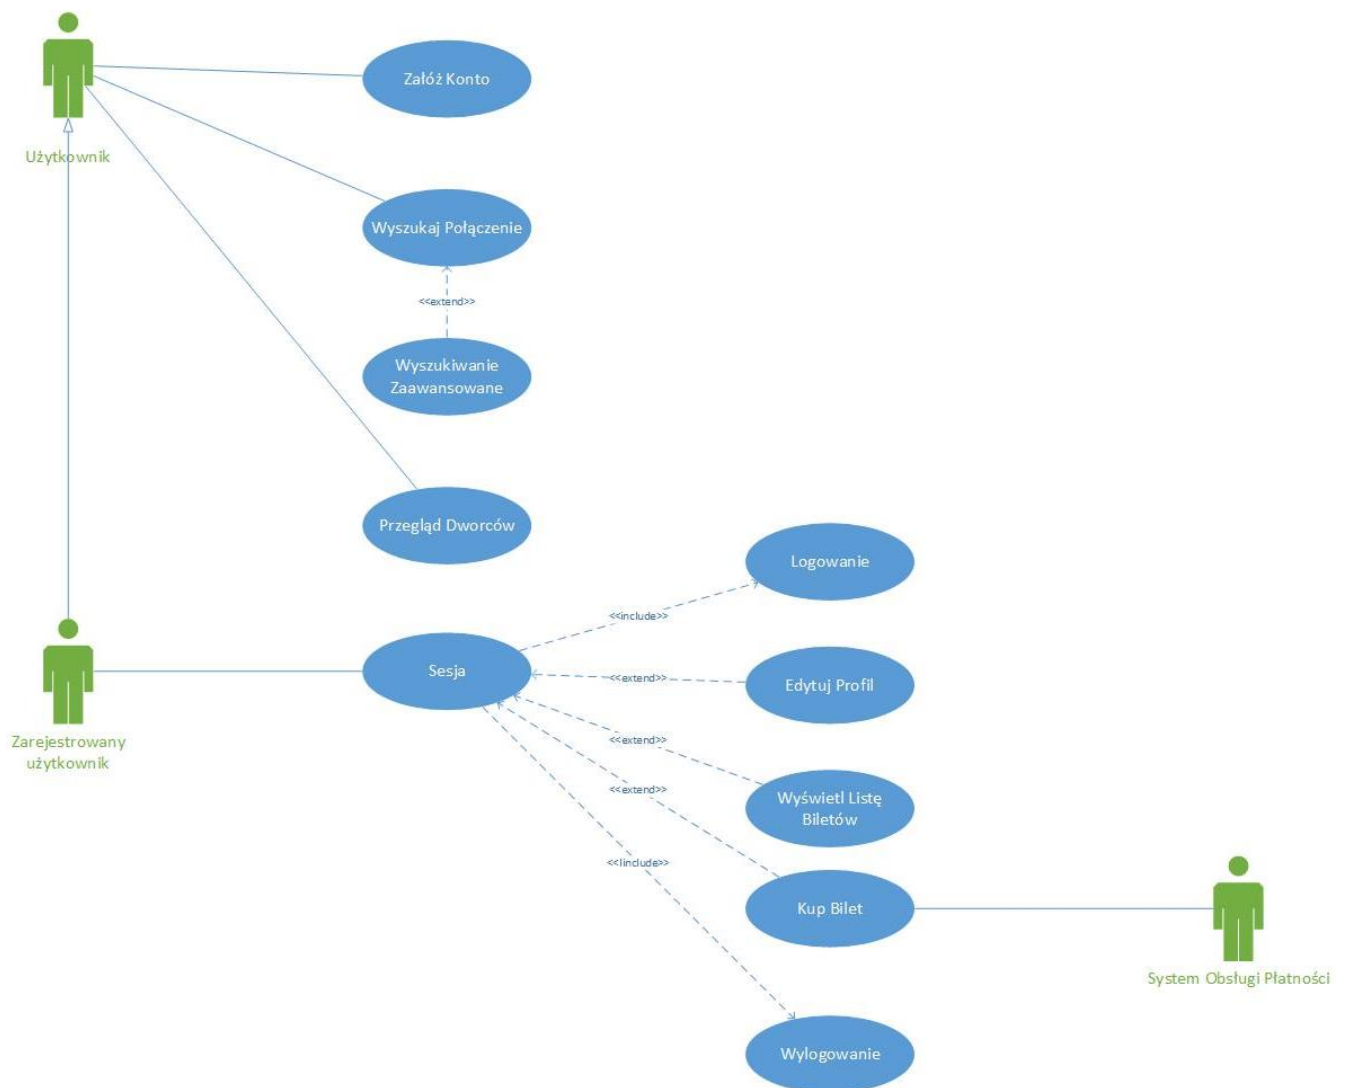 Załóż Konto
Użytkownik
Wyszukaj Połączenie
<<extend>>
Wyszukiwanie
Zaawansowane
Przegląd Dworców
Logowanie
<<include>>
Sesja
<<extend>>
Edytuj Profil
Zarejestrowany
użytkownik
<<extend>>
<<extend>>
Wyświetl Listę
Biletów
<<Iinclude>>
Kup Bilet
System Obsługi Płatności
Wylogowanie